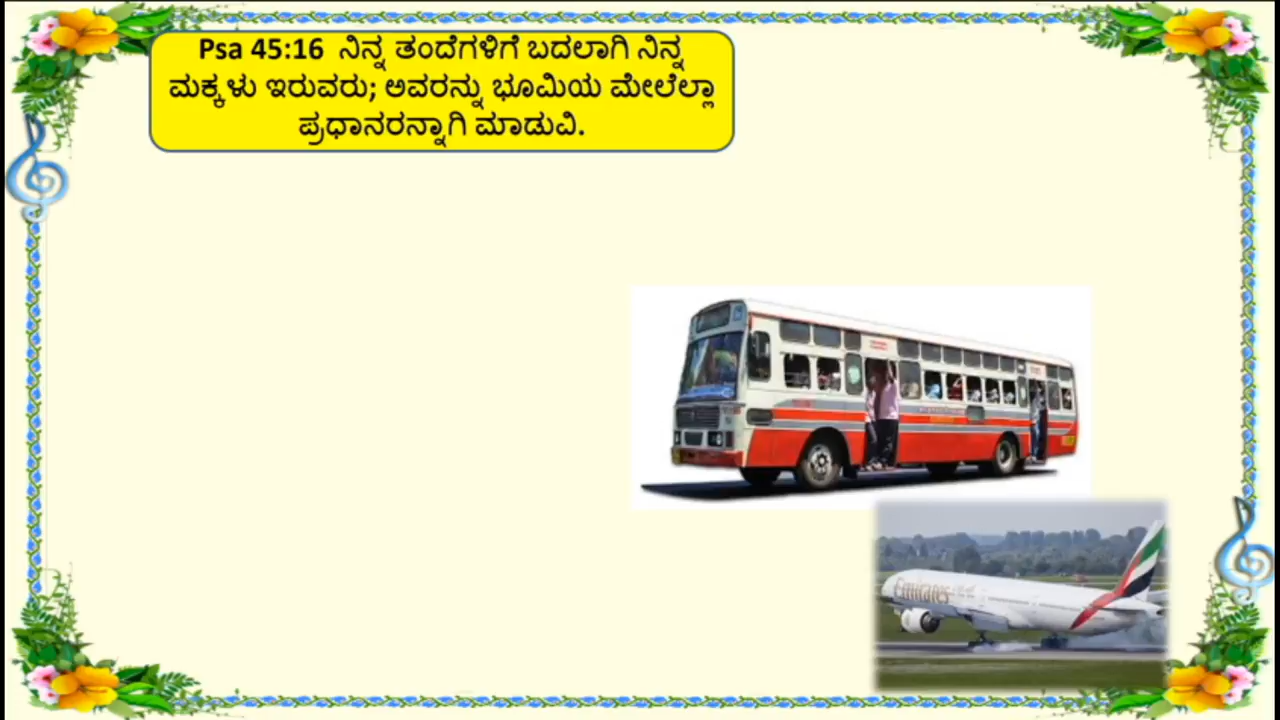 Psa 45:16 ನಿನ್ನ ತಂದೆಗಳಿಗೆ ಬದಲಾಗಿ ನಿನ್ನ
ಮಕ್ಕಳು ಇರುವರು; ಅವರನ್ನು ಭೂಮಿಯ ಮೇಲೆಲ್ಲಾ
ಪ್ರಧಾನರನ್ನಾಗಿ ಮಾಡುವಿ.
Emirates